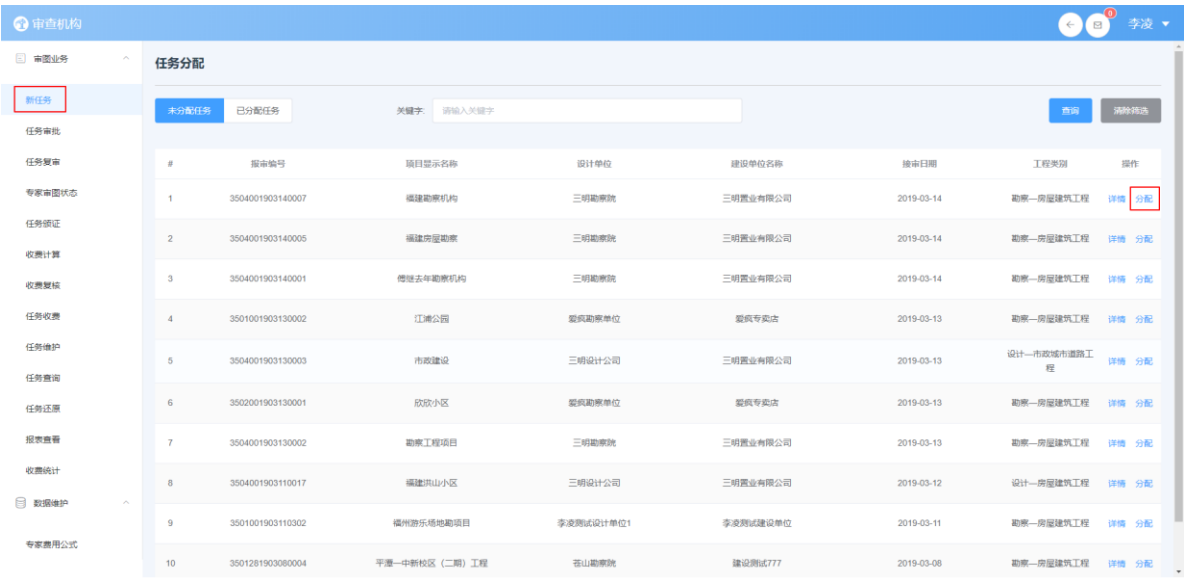 审查机构
0
李凌
审图业务
任务分配
新任务
未分配任务 已分配任务 关键字: 请输入关键字 查询 清除筛选
任务审批
任务复审
专家审图状态
任务领证
收费计算
收费复核
任务收费
任务维护
任务查询
任务还原
报表查看
收费统计
数据维护
专家费用公式
# 报审编号 项目显示名称 设计单位 建设单位名称 接审日期 工程类别 操作
1 3504001903140007 福建勘察机构 三明勘察院 三明置业有限公司 2019-03-14 勘察—房屋建筑工程 详情 分配
2 3504001903140005 福建房屋勘察 三明勘察院 三明置业有限公司 2019-03-14 勘察—房屋建筑工程 详情 分配
3 3504001903140001 傅继去年勘察机构 三明勘察院 三明置业有限公司 2019-03-14 勘察—房屋建筑工程 详情 分配
4 3501001903130002 江浦公园 爱疯勘察单位 爱疯专卖店 2019-03-13 勘察—房屋建筑工程 详情 分配
5 3504001903130003 市政建设 三明设计公司 三明置业有限公司 2019-03-13 设计—市政城市道路工
程 详情 分配
6 3502001903130001 欣欣小区 爱疯勘察单位 爱疯专卖店 2019-03-13 勘察—房屋建筑工程 详情 分配
7 3504001903130002 勘察工程项目 三明勘察院 三明置业有限公司 2019-03-13 勘察—房屋建筑工程 详情 分配
8 3504001903110017 福建洪山小区 三明设计公司 三明置业有限公司 2019-03-12 设计—房屋建筑工程 详情 分配
9 3501001903110302 福州游乐场地勘项目 李凌测试设计单位1 李凌测试建设单位 2019-03-11 勘察—房屋建筑工程 详情 分配
10 3501281903080004 平潭一中新校区（二期）工程 苍山勘察院 建设测试777 2019-03-08 勘察—房屋建筑工程 详情 分配